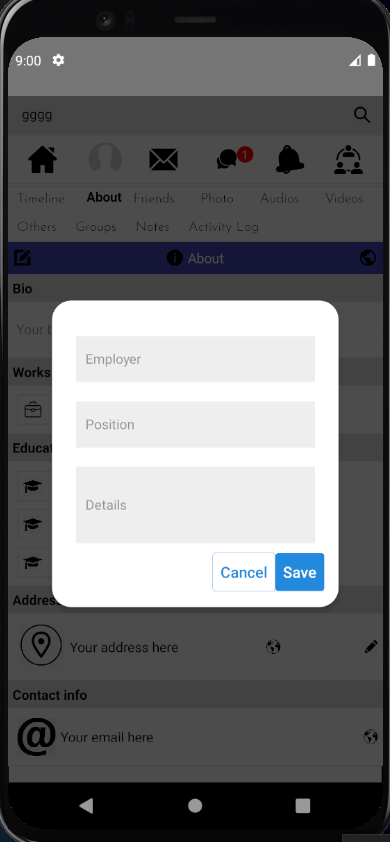 9:00
gggg
1
Timeline About Friends Photo Audios Videos
Others Groups Notes Activity Log
About
Bio
Your b
Employer
Works
Position
Educat
Details
Cancel Save
Addres
Your address here
Contact info
@ Your email here